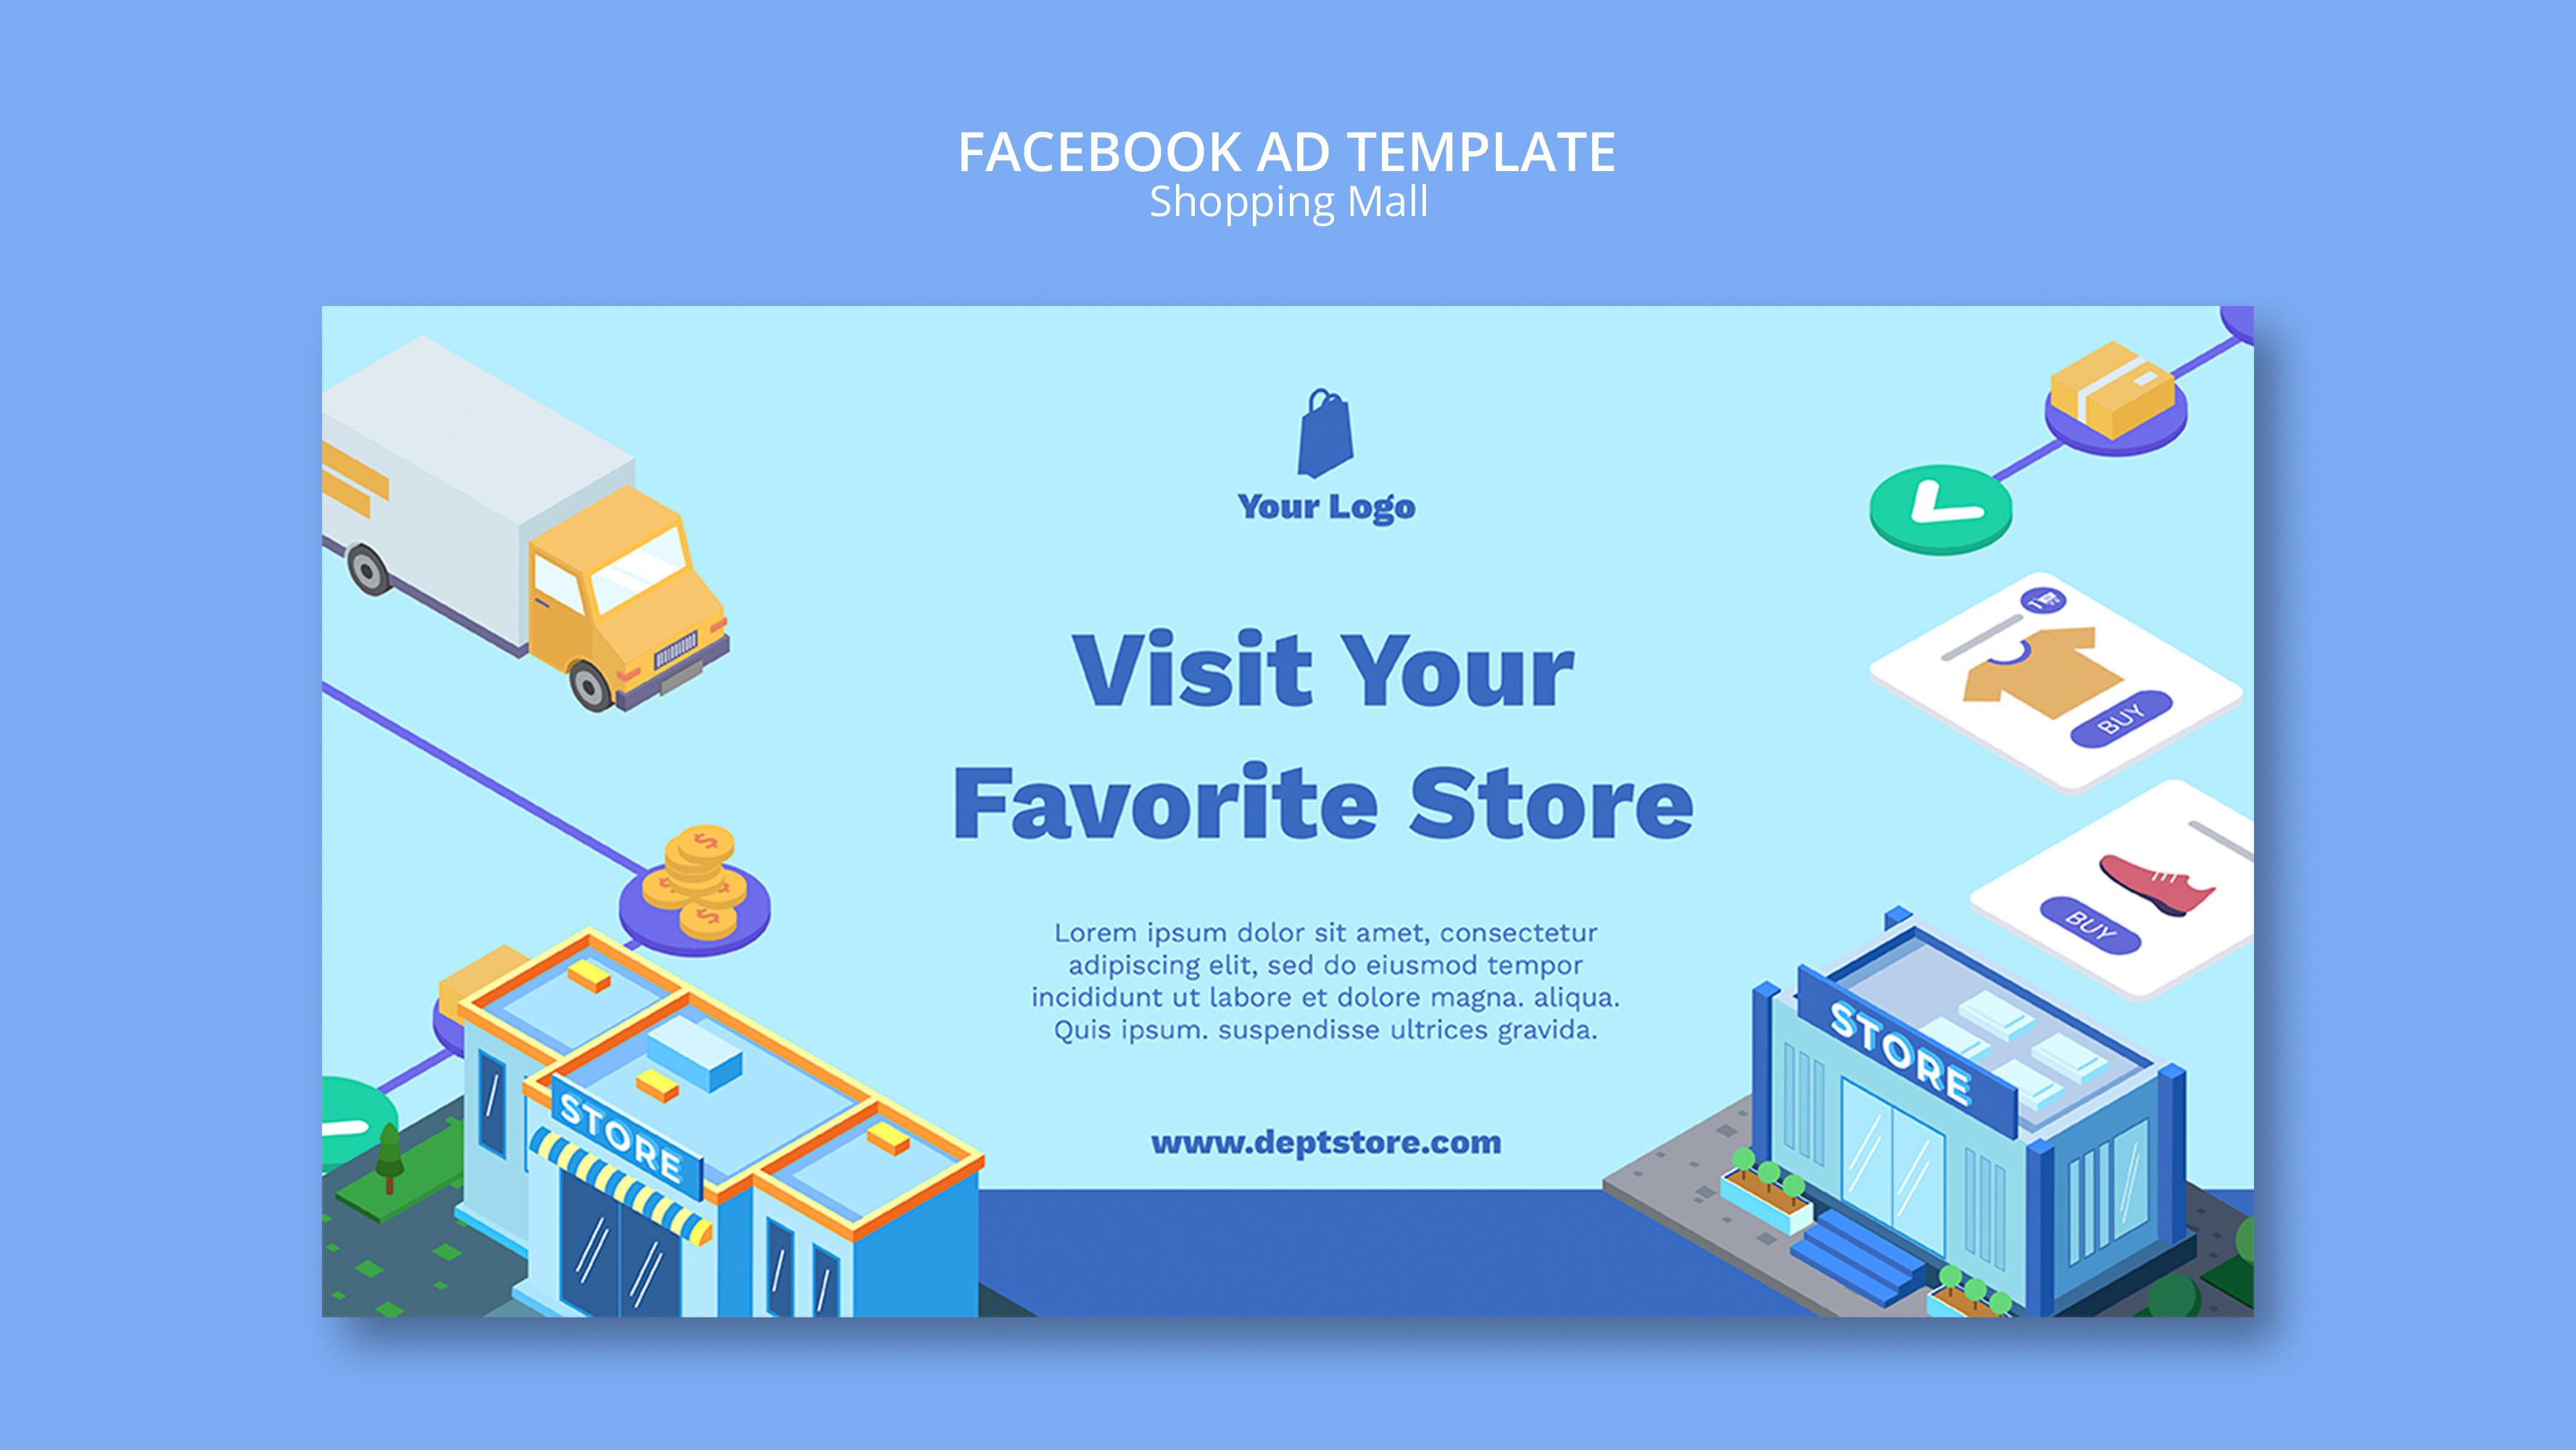 FACEBOOK AD TEMPLATE
Shopping Mall
Your Logo
Visit Your
Favorite Store
Lorem ipsum dolor sit amet, consectetur
adipiscing elit, sed do eiusmod tempor
incididunt ut labore et dolore magna. aliqua.
Quis ipsum. suspendisse ultrices gravida.
www.deptstore.com
1
BUY
BUY
STORE
STORE